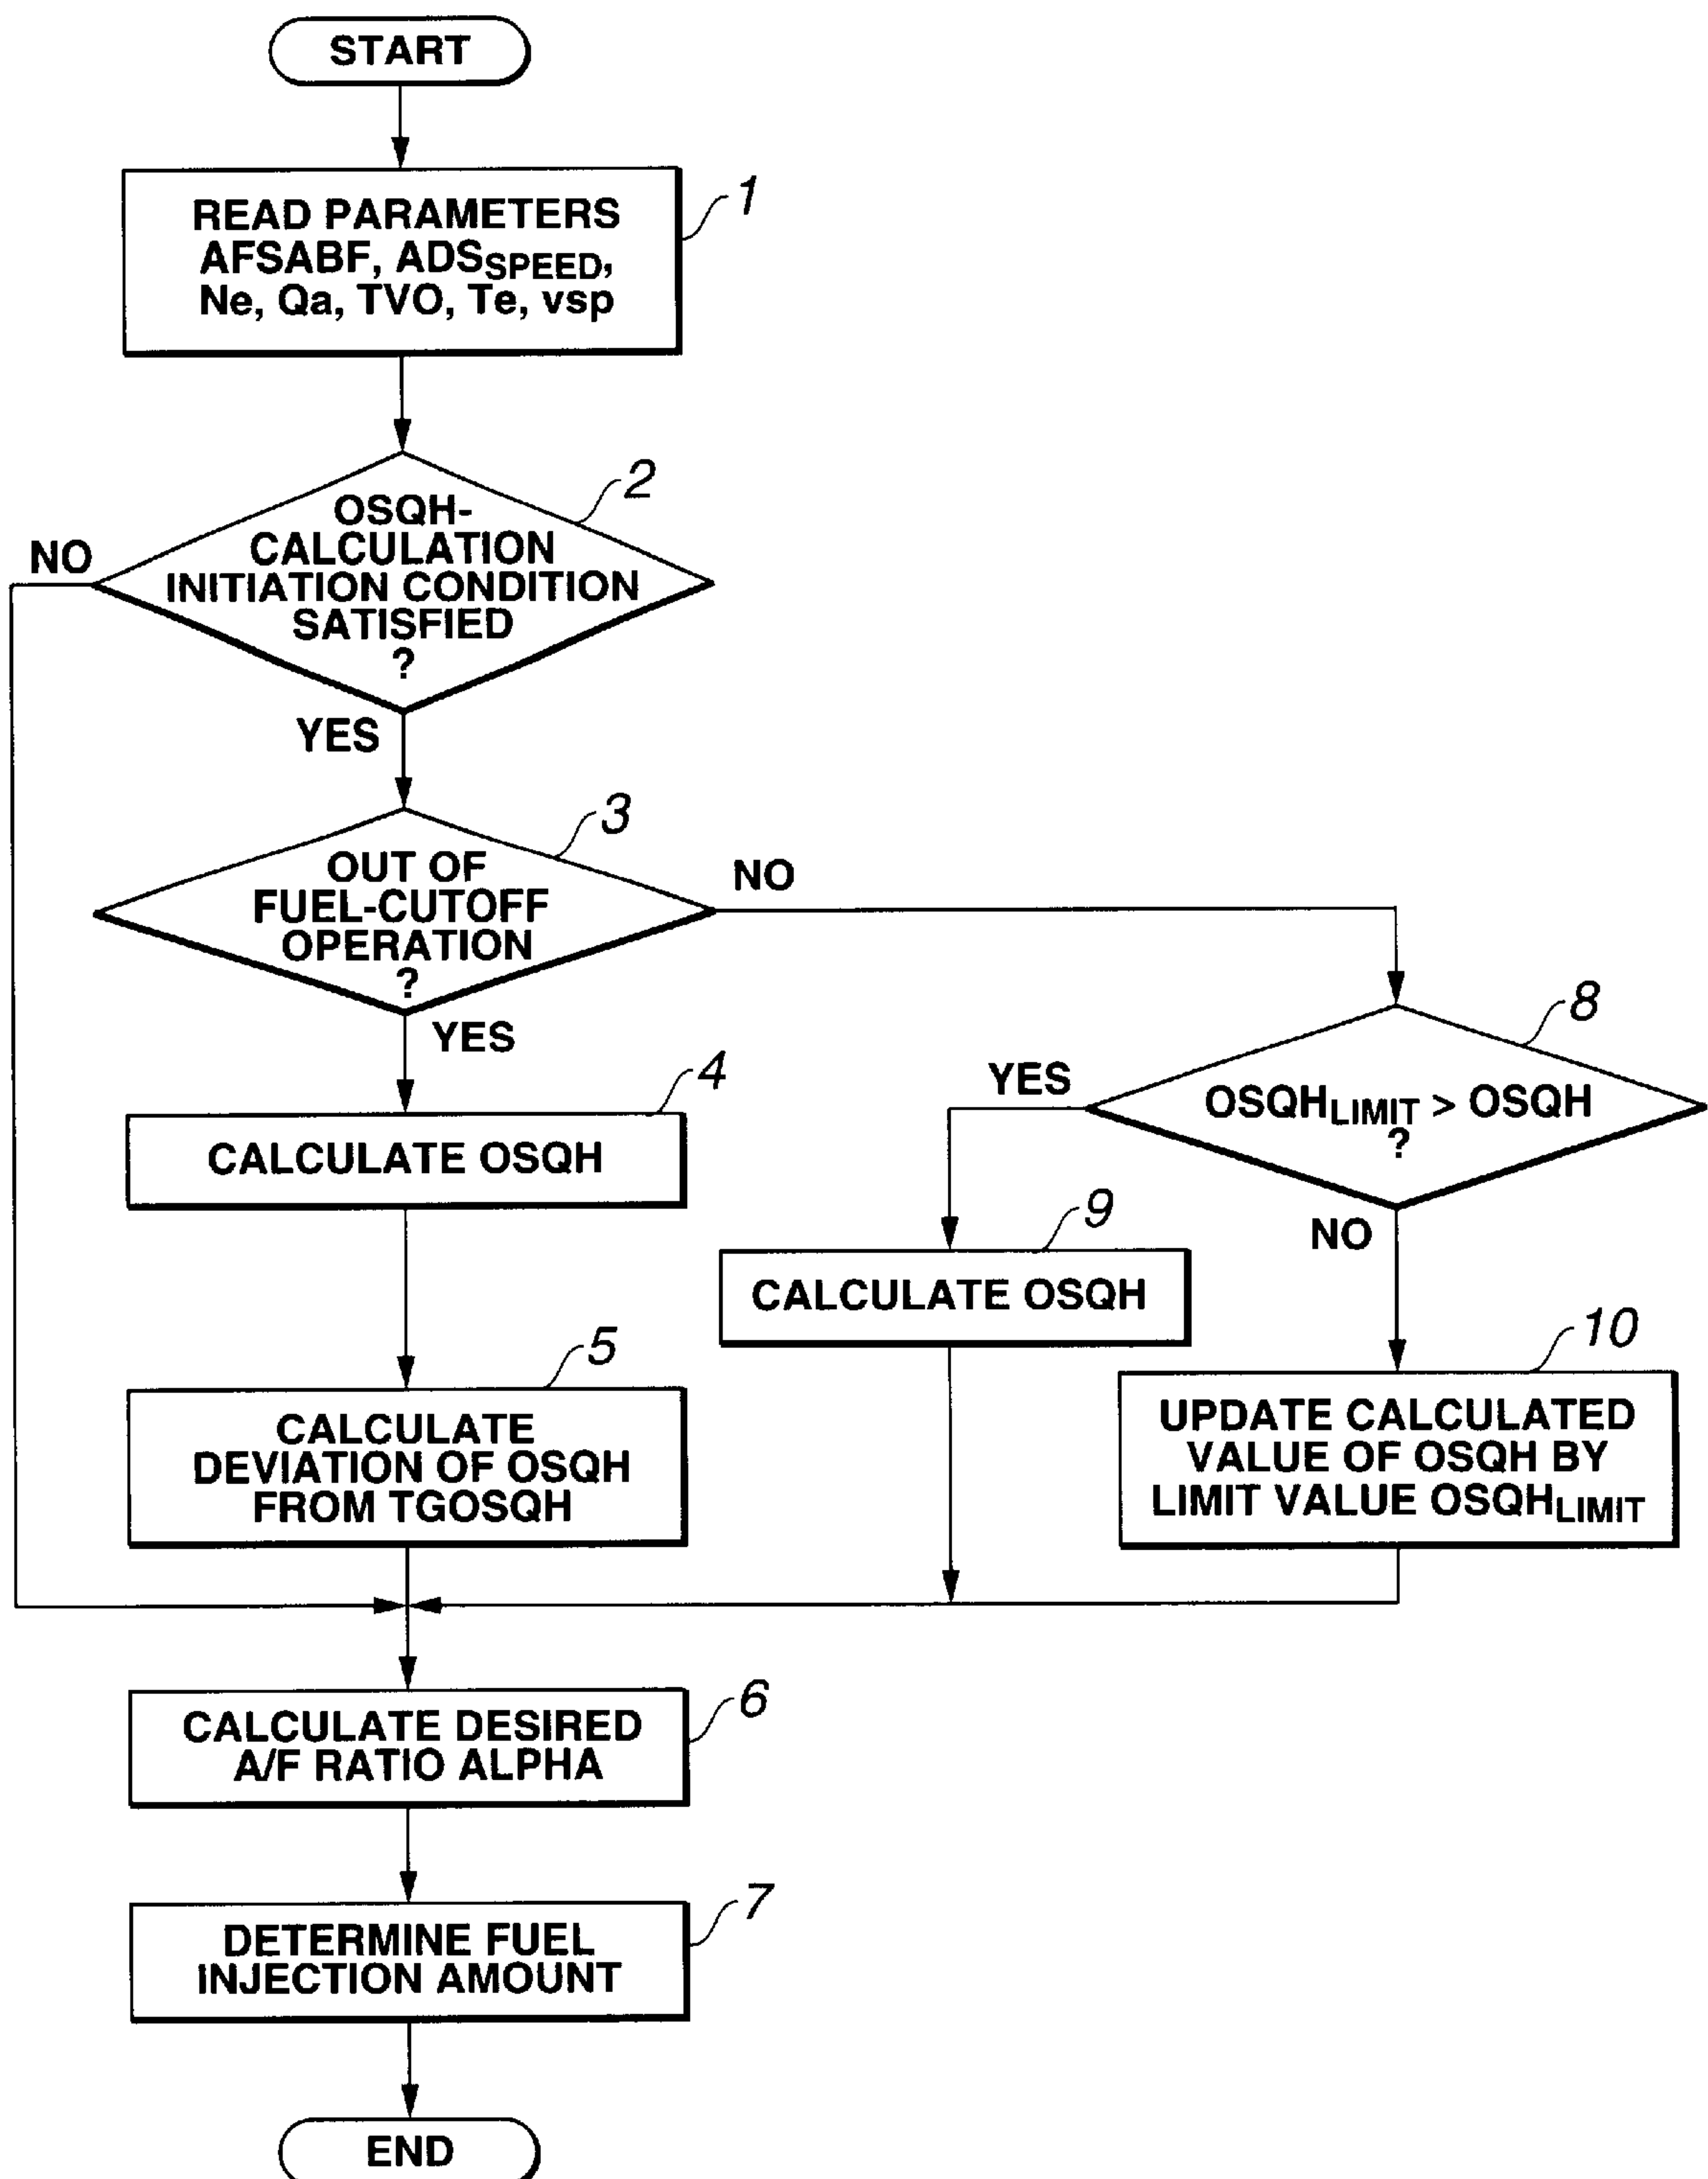 START
1
READ PARAMETERS
AFSABF, ADSSPEED,
Ne, Qa, TVO, Te, vsp
2
OSQH-
CALCULATION
INITIATION CONDITION
SATISFIED
?
NO
YES
3
OUT OF
FUEL-CUTOFF
OPERATION
?
NO
YES
8
OSQHLIMIT > OSQH
?
YES
NO
4
CALCULATE OSQH
9
CALCULATE OSQH
5
CALCULATE
DEVIATION OF OSQH
FROM TGOSQH
10
UPDATE CALCULATED
VALUE OF OSQH BY
LIMIT VALUE OSQHLIMIT
6
CALCULATE DESIRED
A/F RATIO ALPHA
7
DETERMINE FUEL
INJECTION AMOUNT
END